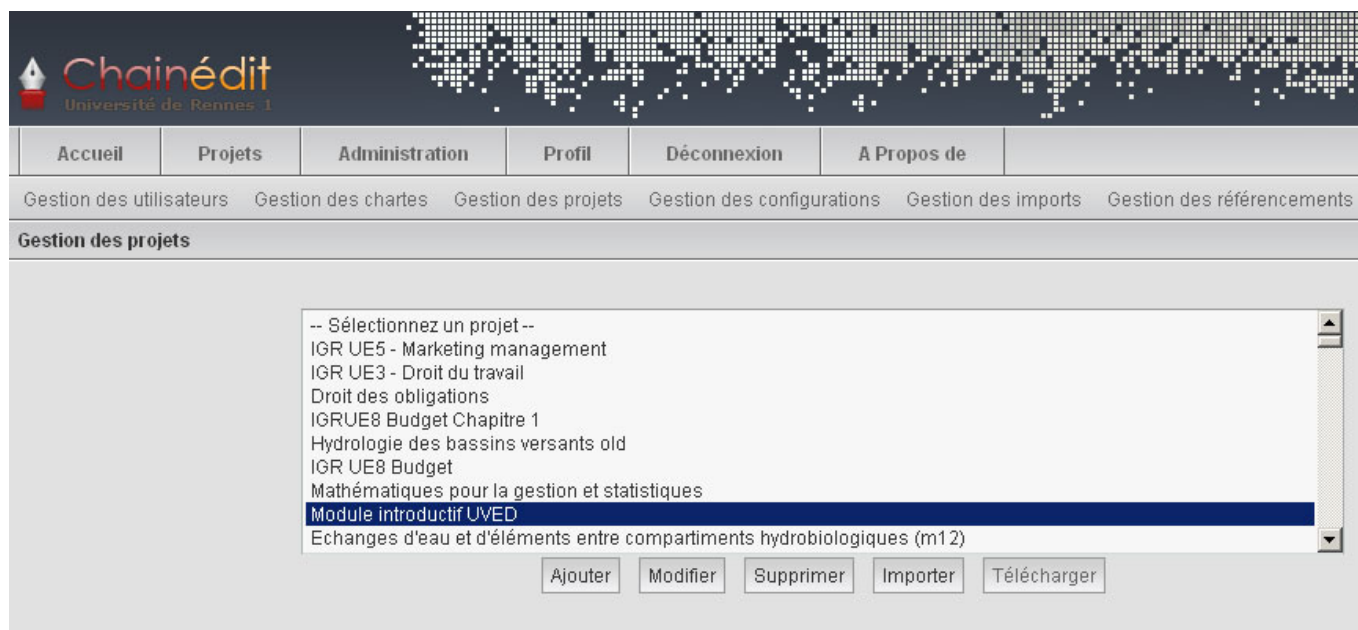 Chainédit
Université de Rennes 1
Accueil Projets Administration Profil Déconnexion A Propos de
Gestion des utilisateurs Gestion des chartes Gestion des projets Gestion des configurations Gestion des imports Gestion des référencements
Gestion des projets
-- Sélectionnez un projet --
IGR UE5 - Marketing management
IGR UE3 - Droit du travail
Droit des obligations
IGRUE8 Budget Chapitre 1
Hydrologie des bassins versants old
IGR UE8 Budget
Mathématiques pour la gestion et statistiques
Module introductif UVED
Echanges d'eau et d'éléments entre compartiments hydrobiologiques (m12)
Ajouter Modifier Supprimer Importer Télécharger